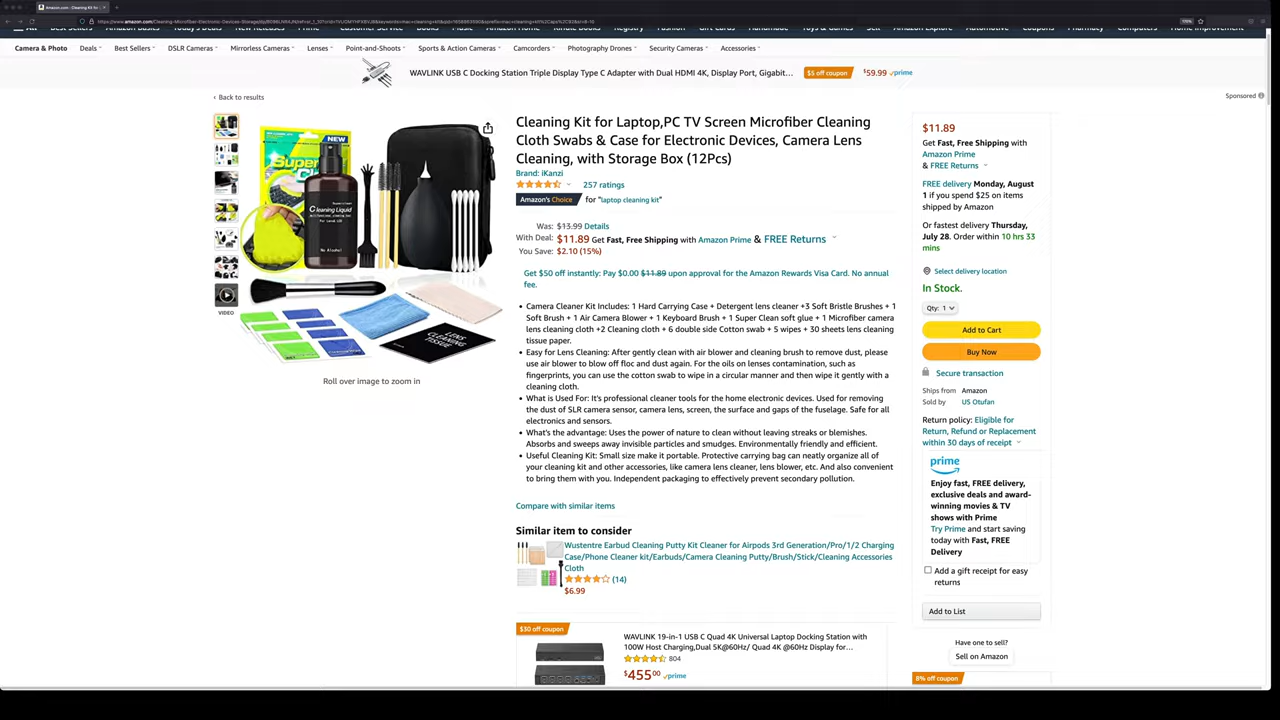 Amazon.com - Cleaning Kit for
Camera & Photo
Deals
Best Sellers
DSLR Cameras
Mirrorless Cameras
Lenses
Point-and-Shoots
Sports & Action Cameras
Camcorders
Photography Drones
Security Cameras
Accessories
WAVLINK USB C Docking Station Triple Display Type C Adapter with Dual HDMI 4K, Display Port, Gigabit...
$5 off coupon
$59.99 prime
‹ Back to results
Sponsored
NEW
Super
Cleaning Liquid
No Alcohol
LENS
CLEANING
TISSUE
VIDEO
Roll over image to zoom in
Cleaning Kit for Laptop,PC TV Screen Microfiber Cleaning
Cloth Swabs & Case for Electronic Devices, Camera Lens
Cleaning, with Storage Box (12Pcs)
Brand: iKanzi
257 ratings
Amazon's Choice for "laptop cleaning kit"
Was: $13.99 Details
With Deal: $11.89 Get Fast, Free Shipping with Amazon Prime & FREE Returns
You Save: $2.10 (15%)
Get $50 off instantly: Pay $0.00 $11.89 upon approval for the Amazon Rewards Visa Card. No annual
fee.
• Camera Cleaner Kit Includes: 1 Hard Carrying Case + Detergent lens cleaner +3 Soft Bristle Brushes + 1
Soft Brush + 1 Air Camera Blower + 1 Keyboard Brush + 1 Super Clean soft glue + 1 Microfiber camera
lens cleaning cloth +2 Cleaning cloth + 6 double side Cotton swab + 5 wipes + 30 sheets lens cleaning
tissue paper.
• Easy for Lens Cleaning: After gently clean with air blower and cleaning brush to remove dust, please
use air blower to blow off floc and dust again. For the oils on lenses contamination, such as
fingerprints, you can use the cotton swab to wipe in a circular manner and then wipe it gently with a
cleaning cloth.
• What is Used For: It's professional cleaner tools for the home electronic devices. Used for removing
the dust of SLR camera sensor, camera lens, screen, the surface and gaps of the fuselage. Safe for all
electronics and sensors.
• What's the advantage: Uses the power of nature to clean without leaving streaks or blemishes.
Absorbs and sweeps away invisible particles and smudges. Environmentally friendly and efficient.
• Useful Cleaning Kit: Small size make it portable. Protective carrying bag can neatly organize all of
your cleaning kit and other accessories, like camera lens cleaner, lens blower, etc. And also convenient
to bring them with you. Independent packaging to effectively prevent secondary pollution.
Compare with similar items
Similar item to consider
Wustentre Earbud Cleaning Putty Kit Cleaner for Airpods 3rd Generation/Pro/1/2 Charging
Case/Phone Cleaner kit/Earbuds/Camera Cleaning Putty/Brush/Stick/Cleaning Accessories
Cloth
(14)
$6.99
$30 off coupon
WAVLINK 19-in-1 USB C Quad 4K Universal Laptop Docking Station with
100W Host Charging,Dual 5K@60Hz/ Quad 4K @60Hz Display for...
804
$455.00 prime
$11.89
Get Fast, Free Shipping with
Amazon Prime
& FREE Returns
FREE delivery Monday, August
1 if you spend $25 on items
shipped by Amazon
Or fastest delivery Thursday,
July 28. Order within 10 hrs 33
mins
Select delivery location
In Stock.
Qty: 1
Add to Cart
Buy Now
Secure transaction
Ships from Amazon
Sold by US Otufan
Return policy: Eligible for
Return, Refund or Replacement
within 30 days of receipt
prime
Enjoy fast, FREE delivery,
exclusive deals and award-
winning movies & TV
shows with Prime
Try Prime and start saving
today with Fast, FREE
Delivery
Add a gift receipt for easy
returns
Add to List
Have one to sell?
Sell on Amazon
8% off coupon